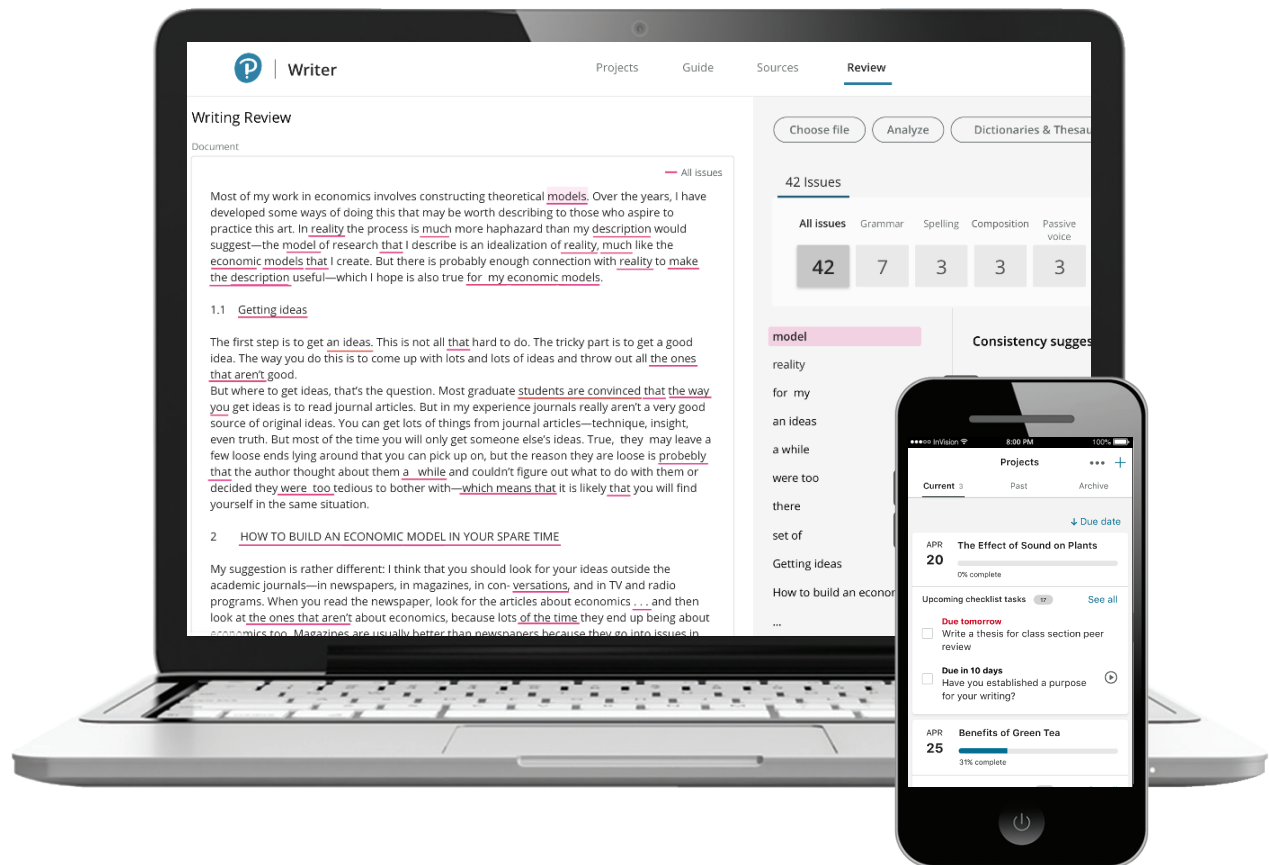 Writer
Projects
Guide
Sources
Review
Writing Review
Document
All issues
Most of my work in economics involves constructing theoretical models. Over the years, I have
developed some ways of doing this that may be worth describing to those who aspire to
practice this art. In reality the process is much more haphazard than my description would
suggest—the model of research that I describe is an idealization of reality, much like the
economic models that I create. But there is probably enough connection with reality to make
the description useful—which I hope is also true for my economic models.
1.1 Getting ideas
The first step is to get an ideas. This is not all that hard to do. The tricky part is to get a good
idea. The way you do this is to come up with lots and lots of ideas and throw out all the ones
that aren’t good.
But where to get ideas, that’s the question. Most graduate students are convinced that the way
you get ideas is to read journal articles. But in my experience journals really aren’t a very good
source of original ideas. You can get lots of things from journal articles—technique, insight,
even truth. But most of the time you will only get someone else’s ideas. True, they may leave a
few loose ends lying around that you can pick up on, but the reason they are loose is probebly
that the author thought about them a while and couldn’t figure out what to do with them or
decided they were too tedious to bother with—which means that it is likely that you will find
yourself in the same situation.
2 HOW TO BUILD AN ECONOMIC MODEL IN YOUR SPARE TIME
My suggestion is rather different: I think that you should look for your ideas outside the
academic journals—in newspapers, in magazines, in con- versations, and in TV and radio
programs. When you read the newspaper, look for the articles about economics . . . and then
look at the ones that aren’t about economics, because lots of the time they end up being about
economics too. Magazines are usually better than newspapers because they go into issues in
Choose file
Analyze
Dictionaries & Thesau
42 Issues
All issues
Grammar
Spelling
Composition
Passive
voice
42
7
3
3
3
model
reality
for my
an ideas
a while
were too
there
set of
Getting ideas
How to build an econor
...
Consistency sugges
InVision
8:00 PM
100%
Projects
Current 3
Past
Archive
Due date
APR
20
The Effect of Sound on Plants
0% complete
Upcoming checklist tasks 17
See all
Due tomorrow
Write a thesis for class section peer
review
Due in 10 days
Have you established a purpose
for your writing?
APR
25
Benefits of Green Tea
31% complete